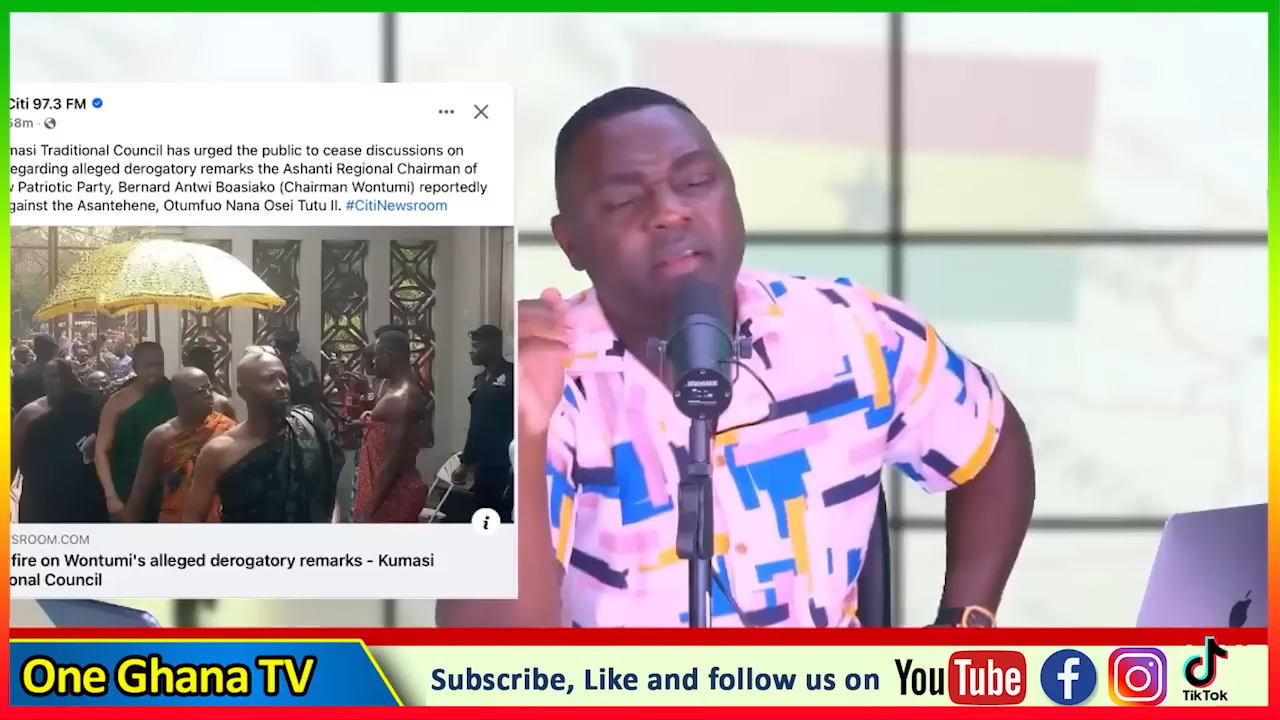 Citi 97.3 FM
58m
masi Traditional Council has urged the public to cease discussions on
egarding alleged derogatory remarks the Ashanti Regional Chairman of
Patriotic Party, Bernard Antwi Boasiako (Chairman Wontumi) reportedly
gainst the Asantehene, Otumfuo Nana Osei Tutu II. #CitiNewsroom
SROOM.COM
fire on Wontumi's alleged derogatory remarks - Kumasi
onal Council
One Ghana TV
Subscribe, Like and follow us on YouTube
TikTok